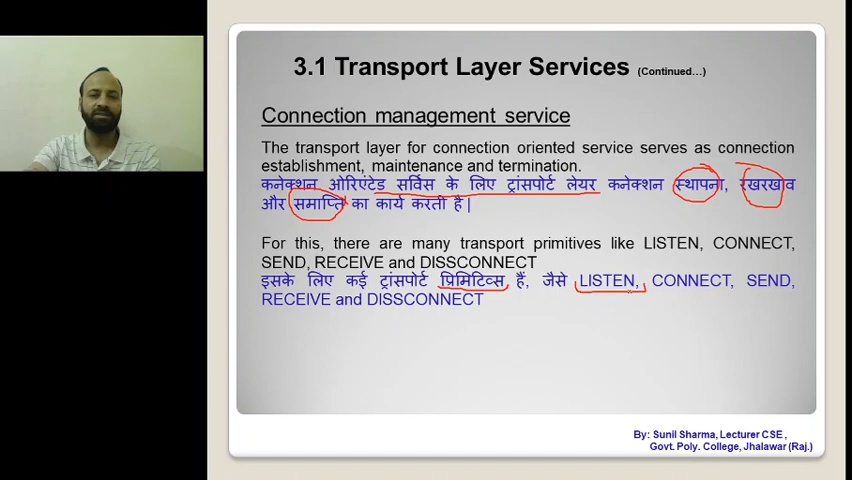 3.1 Transport Layer Services (Continued...)
Connection management service
The transport layer for connection oriented service serves as connection
establishment, maintenance and termination.
कनेक्शन ओरिएंटेड सर्विस के लिए ट्रांसपोर्ट लेयर कनेक्शन स्थापना, रखरखाव
और समाप्ति का कार्य करती है|
For this, there are many transport primitives like LISTEN, CONNECT,
SEND, RECEIVE and DISSCONNECT
इसके लिए कई ट्रांसपोर्ट प्रिमिटिव्स हैं, जैसे LISTEN, CONNECT, SEND,
RECEIVE and DISSCONNECT
By: Sunil Sharma, Lecturer CSE ,
Govt. Poly. College, Jhalawar (Raj.)